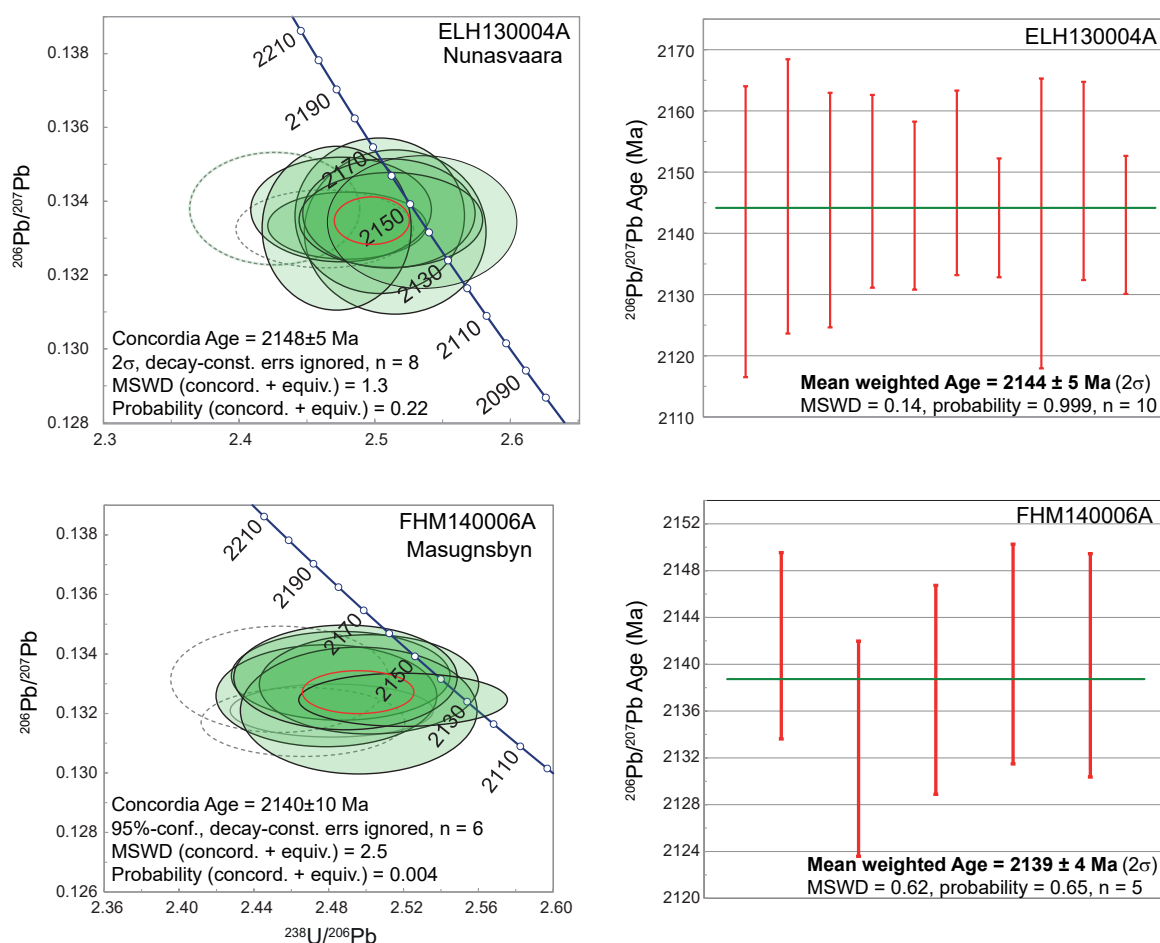 ELH130004A
Nunasvaara
0.138
0.136
0.134
0.132
0.130
0.128
²⁰⁶Pb/²⁰⁷Pb
2210
2190
2170
2150
2130
2110
2090
Concordia Age = 2148±5 Ma
2σ, decay-const. errs ignored, n = 8
MSWD (concord. + equiv.) = 1.3
Probability (concord. + equiv.) = 0.22
2.3 2.4 2.5 2.6
ELH130004A
2170
2160
2150
2140
2130
2120
2110
²⁰⁶Pb/²⁰⁷Pb Age (Ma)
Mean weighted Age = 2144 ± 5 Ma (2σ)
MSWD = 0.14, probability = 0.999, n = 10
FHM140006A
Masugnsbyn
0.138
0.136
0.134
0.132
0.130
0.128
0.126
²⁰⁶Pb/²⁰⁷Pb
2210
2190
2170
2150
2130
2110
Concordia Age = 2140±10 Ma
95%-conf., decay-const. errs ignored, n = 6
MSWD (concord. + equiv.) = 2.5
Probability (concord. + equiv.) = 0.004
2.36 2.40 2.44 2.48 2.52 2.56 2.60
²³⁸U/²⁰⁶Pb
FHM140006A
2152
2148
2144
2140
2136
2132
2128
2124
2120
²⁰⁶Pb/²⁰⁷Pb Age (Ma)
Mean weighted Age = 2139 ± 4 Ma (2σ)
MSWD = 0.62, probability = 0.65, n = 5